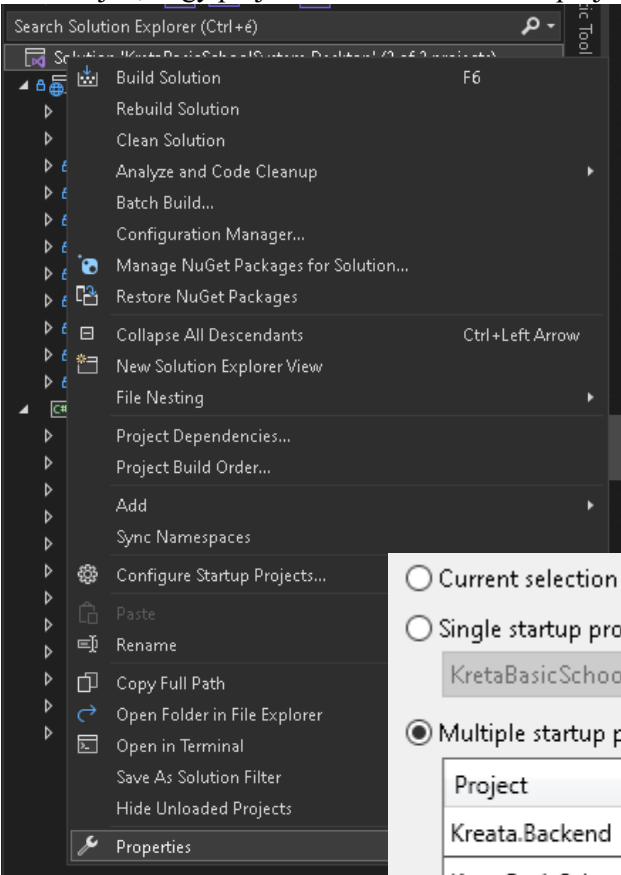 Search Solution Explorer (Ctrl+é)
Build Solution F6
Rebuild Solution
Clean Solution
Analyze and Code Cleanup
Batch Build...
Configuration Manager...
Manage NuGet Packages for Solution...
Restore NuGet Packages
Collapse All Descendants Ctrl+Left Arrow
New Solution Explorer View
File Nesting
Project Dependencies...
Project Build Order...
Add
Sync Namespaces
Configure Startup Projects...
Paste
Rename
Copy Full Path
Open Folder in File Explorer
Open in Terminal
Save As Solution Filter
Hide Unloaded Projects
Properties
Current selection
Single startup pro
KretaBasicSchoo
Multiple startup p
Project
Kreata.Backend
C#
Tool